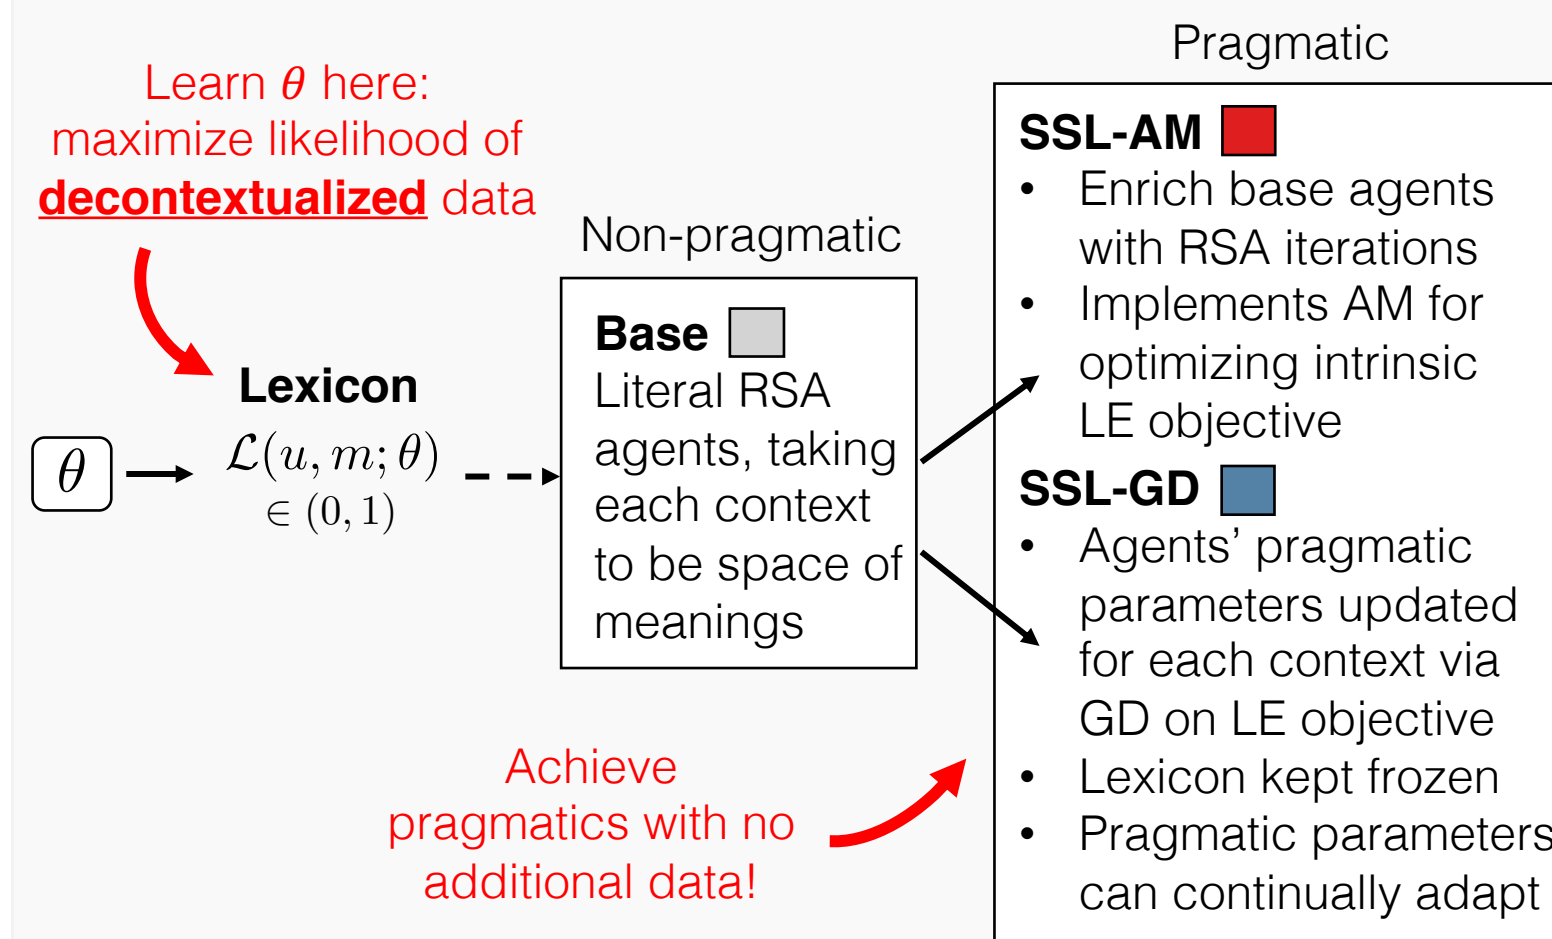 Learn θ here:
maximize likelihood of
decontextualized data
Lexicon
θ
ℒ(u, m; θ)
∈ (0, 1)
Non-pragmatic
Base
Literal RSA
agents, taking
each context
to be space of
meanings
Achieve
pragmatics with no
additional data!
Pragmatic
SSL-AM
• Enrich base agents
with RSA iterations
• Implements AM for
optimizing intrinsic
LE objective
SSL-GD
• Agents’ pragmatic
parameters updated
for each context via
GD on LE objective
• Lexicon kept frozen
• Pragmatic parameters
can continually adapt